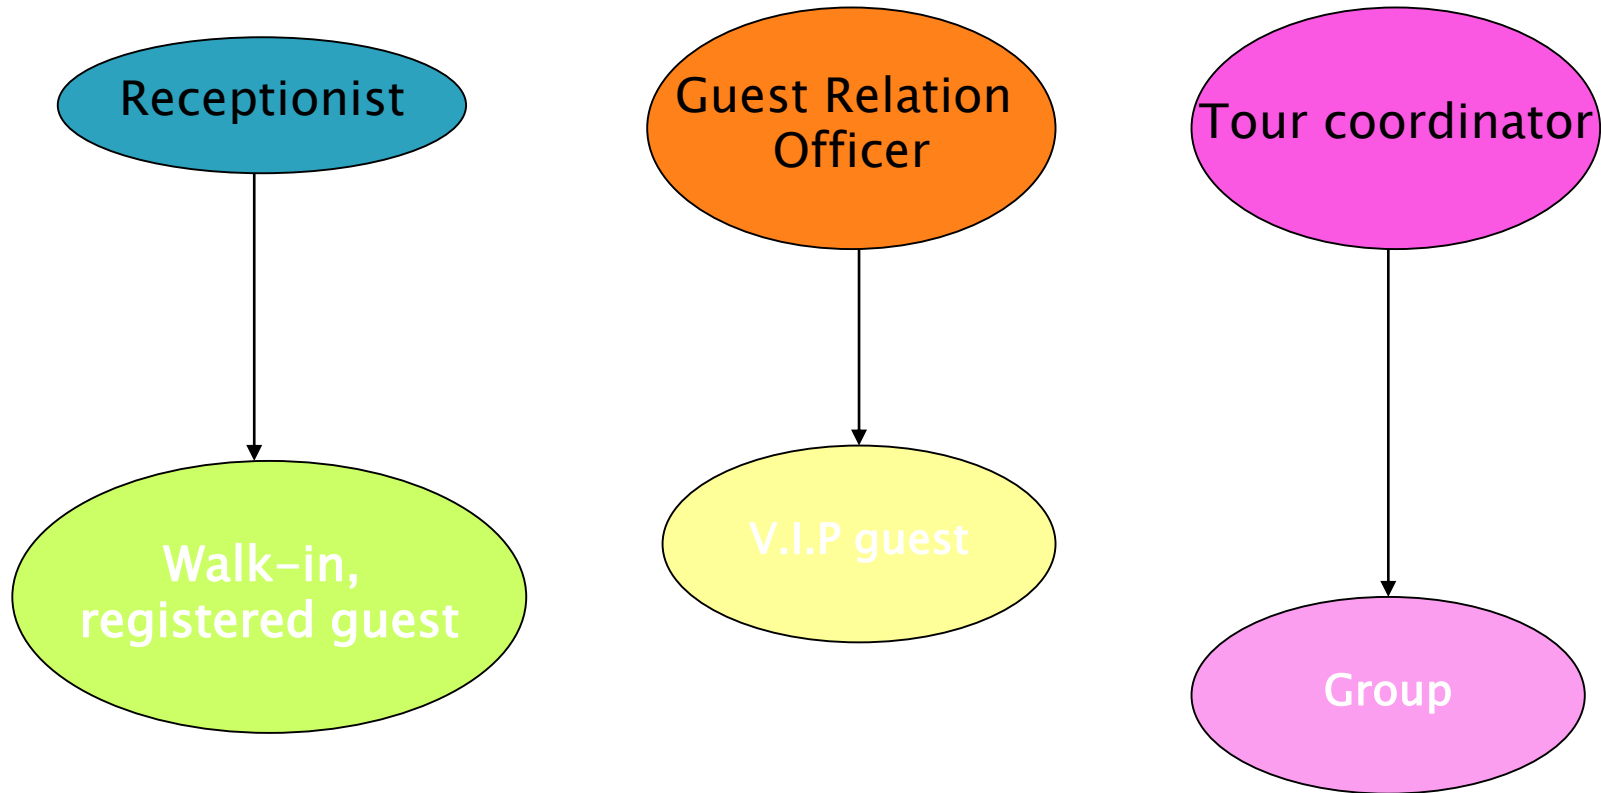 Receptionist
Guest Relation
Officer
Tour coordinator
Walk-in,
registered guest
V.I.P guest
Group